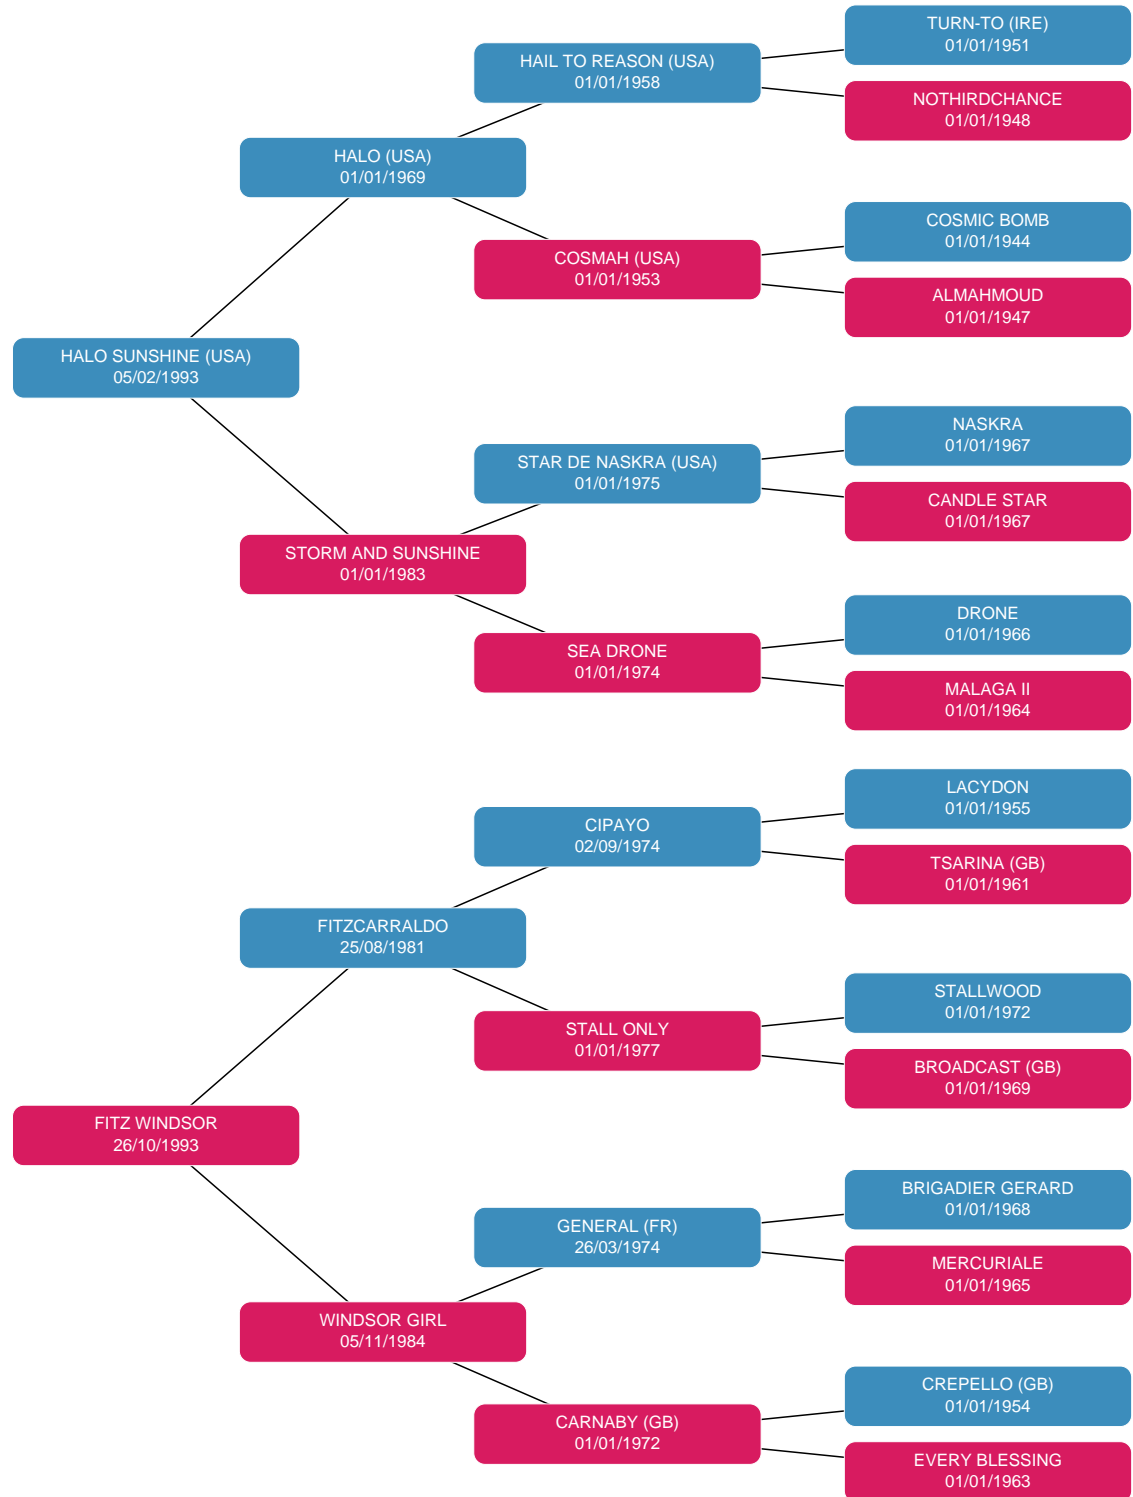 TURN-TO (IRE)
01/01/1951
HAIL TO REASON (USA)
01/01/1958
NOTHIRDCHANCE
01/01/1948
HALO (USA)
01/01/1969
COSMIC BOMB
01/01/1944
COSMAH (USA)
01/01/1953
ALMAHMOUD
01/01/1947
HALO SUNSHINE (USA)
05/02/1993
NASKRA
01/01/1967
STAR DE NASKRA (USA)
01/01/1975
CANDLE STAR
01/01/1967
STORM AND SUNSHINE
01/01/1983
DRONE
01/01/1966
SEA DRONE
01/01/1974
MALAGA II
01/01/1964
LACYDON
01/01/1955
CIPAYO
02/09/1974
TSARINA (GB)
01/01/1961
FITZCARRALDO
25/08/1981
STALLWOOD
01/01/1972
STALL ONLY
01/01/1977
BROADCAST (GB)
01/01/1969
FITZ WINDSOR
26/10/1993
BRIGADIER GERARD
01/01/1968
GENERAL (FR)
26/03/1974
MERCURIALE
01/01/1965
WINDSOR GIRL
05/11/1984
CREPELLO (GB)
01/01/1954
CARNABY (GB)
01/01/1972
EVERY BLESSING
01/01/1963